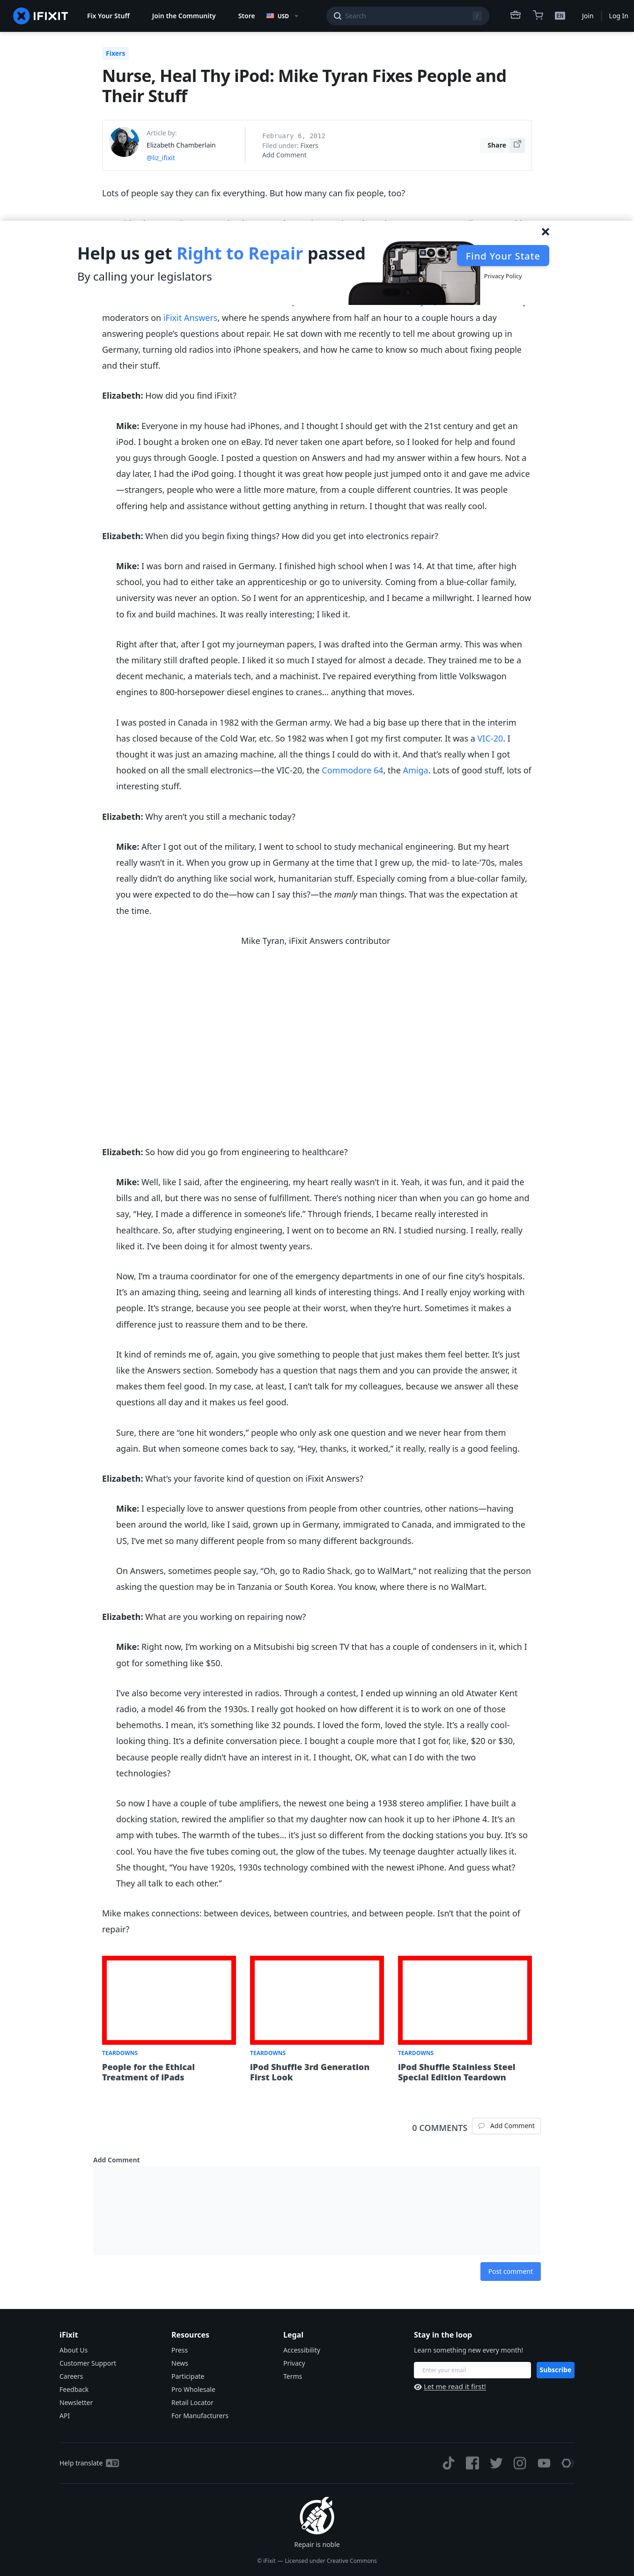 IFIXIT
Fix Your Stuff
Join the Community
Store
USD
Search
/
EN
Join
Log In
Fixers
Nurse, Heal Thy iPod: Mike Tyran Fixes People and
Their Stuff
Article by:
Elizabeth Chamberlain
@liz_ifixit
February 6, 2012
Filed under: Fixers
Add Comment
Share
Lots of people say they can fix everything. But how many can fix people, too?
Help us get Right to Repair passed
By calling your legislators
Find Your State
Privacy Policy
moderators on iFixit Answers, where he spends anywhere from half an hour to a couple hours a day
answering people’s questions about repair. He sat down with me recently to tell me about growing up in
Germany, turning old radios into iPhone speakers, and how he came to know so much about fixing people
and their stuff.
Elizabeth: How did you find iFixit?
Mike: Everyone in my house had iPhones, and I thought I should get with the 21st century and get an
iPod. I bought a broken one on eBay. I’d never taken one apart before, so I looked for help and found
you guys through Google. I posted a question on Answers and had my answer within a few hours. Not a
day later, I had the iPod going. I thought it was great how people just jumped onto it and gave me advice
—strangers, people who were a little more mature, from a couple different countries. It was people
offering help and assistance without getting anything in return. I thought that was really cool.
Elizabeth: When did you begin fixing things? How did you get into electronics repair?
Mike: I was born and raised in Germany. I finished high school when I was 14. At that time, after high
school, you had to either take an apprenticeship or go to university. Coming from a blue-collar family,
university was never an option. So I went for an apprenticeship, and I became a millwright. I learned how
to fix and build machines. It was really interesting; I liked it.
Right after that, after I got my journeyman papers, I was drafted into the German army. This was when
the military still drafted people. I liked it so much I stayed for almost a decade. They trained me to be a
decent mechanic, a materials tech, and a machinist. I’ve repaired everything from little Volkswagon
engines to 800-horsepower diesel engines to cranes… anything that moves.
I was posted in Canada in 1982 with the German army. We had a big base up there that in the interim
has closed because of the Cold War, etc. So 1982 was when I got my first computer. It was a VIC-20. I
thought it was just an amazing machine, all the things I could do with it. And that’s really when I got
hooked on all the small electronics—the VIC-20, the Commodore 64, the Amiga. Lots of good stuff, lots of
interesting stuff.
Elizabeth: Why aren’t you still a mechanic today?
Mike: After I got out of the military, I went to school to study mechanical engineering. But my heart
really wasn’t in it. When you grow up in Germany at the time that I grew up, the mid- to late-’70s, males
really didn’t do anything like social work, humanitarian stuff. Especially coming from a blue-collar family,
you were expected to do the—how can I say this?—the manly man things. That was the expectation at
the time.
Mike Tyran, iFixit Answers contributor
Elizabeth: So how did you go from engineering to healthcare?
Mike: Well, like I said, after the engineering, my heart really wasn’t in it. Yeah, it was fun, and it paid the
bills and all, but there was no sense of fulfillment. There’s nothing nicer than when you can go home and
say, “Hey, I made a difference in someone’s life.” Through friends, I became really interested in
healthcare. So, after studying engineering, I went on to become an RN. I studied nursing. I really, really
liked it. I’ve been doing it for almost twenty years.
Now, I’m a trauma coordinator for one of the emergency departments in one of our fine city’s hospitals.
It’s an amazing thing, seeing and learning all kinds of interesting things. And I really enjoy working with
people. It’s strange, because you see people at their worst, when they’re hurt. Sometimes it makes a
difference just to reassure them and to be there.
It kind of reminds me of, again, you give something to people that just makes them feel better. It’s just
like the Answers section. Somebody has a question that nags them and you can provide the answer, it
makes them feel good. In my case, at least, I can’t talk for my colleagues, because we answer all these
questions all day and it makes us feel good.
Sure, there are “one hit wonders,” people who only ask one question and we never hear from them
again. But when someone comes back to say, “Hey, thanks, it worked,” it really, really is a good feeling.
Elizabeth: What’s your favorite kind of question on iFixit Answers?
Mike: I especially love to answer questions from people from other countries, other nations—having
been around the world, like I said, grown up in Germany, immigrated to Canada, and immigrated to the
US, I’ve met so many different people from so many different backgrounds.
On Answers, sometimes people say, “Oh, go to Radio Shack, go to WalMart,” not realizing that the person
asking the question may be in Tanzania or South Korea. You know, where there is no WalMart.
Elizabeth: What are you working on repairing now?
Mike: Right now, I’m working on a Mitsubishi big screen TV that has a couple of condensers in it, which I
got for something like $50.
I’ve also become very interested in radios. Through a contest, I ended up winning an old Atwater Kent
radio, a model 46 from the 1930s. I really got hooked on how different it is to work on one of those
behemoths. I mean, it’s something like 32 pounds. I loved the form, loved the style. It’s a really cool-
looking thing. It’s a definite conversation piece. I bought a couple more that I got for, like, $20 or $30,
because people really didn’t have an interest in it. I thought, OK, what can I do with the two
technologies?
So now I have a couple of tube amplifiers, the newest one being a 1938 stereo amplifier. I have built a
docking station, rewired the amplifier so that my daughter now can hook it up to her iPhone 4. It’s an
amp with tubes. The warmth of the tubes… it’s just so different from the docking stations you buy. It’s so
cool. You have the five tubes coming out, the glow of the tubes. My teenage daughter actually likes it.
She thought, “You have 1920s, 1930s technology combined with the newest iPhone. And guess what?
They all talk to each other.”
Mike makes connections: between devices, between countries, and between people. Isn’t that the point of
repair?
TEARDOWNS
People for the Ethical
Treatment of iPads
TEARDOWNS
iPod Shuffle 3rd Generation
First Look
TEARDOWNS
iPod Shuffle Stainless Steel
Special Edition Teardown
0 COMMENTS
Add Comment
Add Comment
Post comment
iFixit
About Us
Customer Support
Careers
Feedback
Newsletter
API
Resources
Press
News
Participate
Pro Wholesale
Retail Locator
For Manufacturers
Legal
Accessibility
Privacy
Terms
Stay in the loop
Learn something new every month!
Enter your email
Subscribe
Let me read it first!
Help translate
Repair is noble
© iFixit — Licensed under Creative Commons